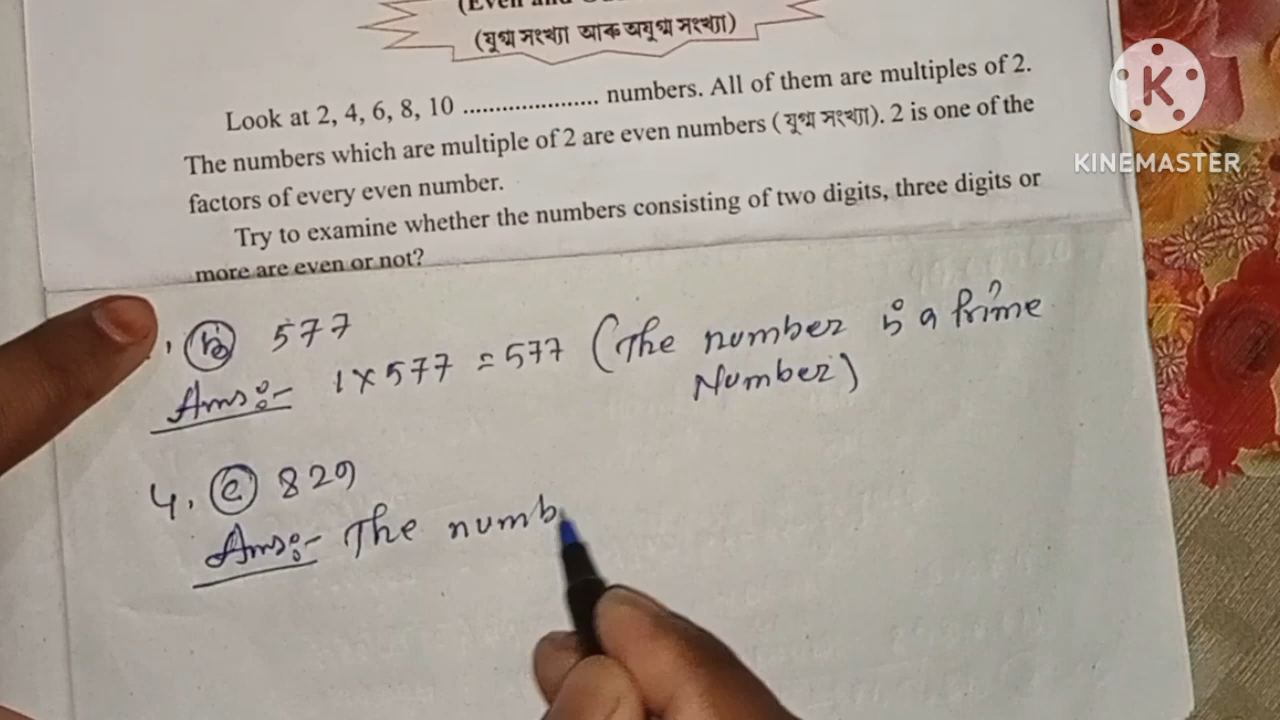 (Even and
(যুগ্ম সংখ্যা আৰু অযুগ্ম সংখ্যা)
Look at 2, 4, 6, 8, 10 ..................... numbers. All of them are multiples of 2.
The numbers which are multiple of 2 are even numbers (যুগ্ম সংখ্যা). 2 is one of the
factors of every even number.
Try to examine whether the numbers consisting of two digits, three digits or
more are even or not?
K
KINEMASTER
577
Ans:- 1 x 577 = 577 (The number is a Prime
Number)
4. (c) 829
Ans:- The numb